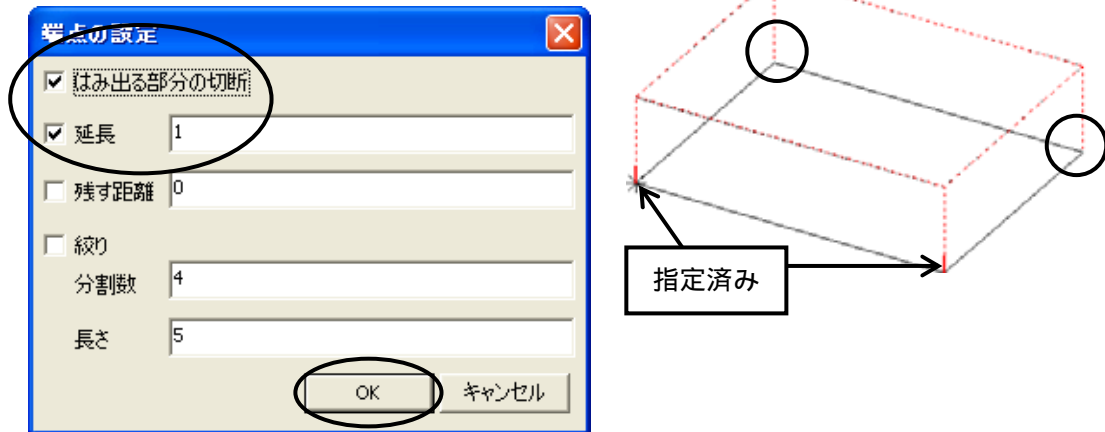 端点の設定
はみ出る部分の切断
延長 1
残す距離 0
絞り
分割数 4
長さ 5
OK キャンセル
指定済み